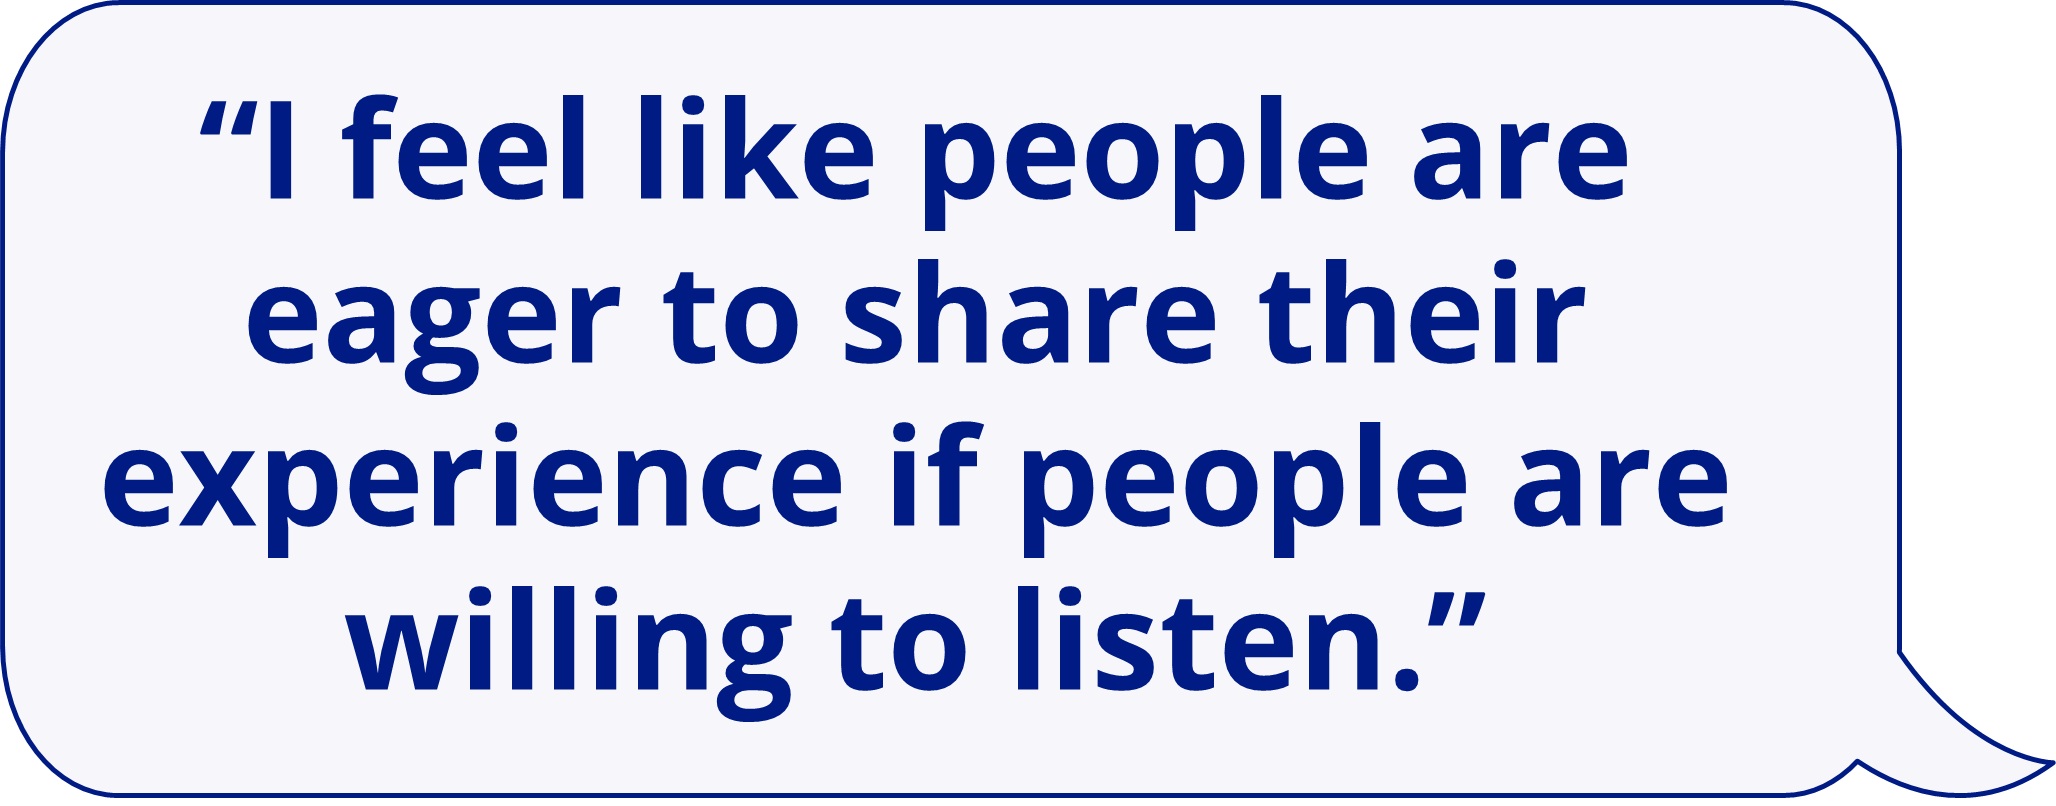 “I feel like people are
eager to share their
experience if people are
willing to listen.”